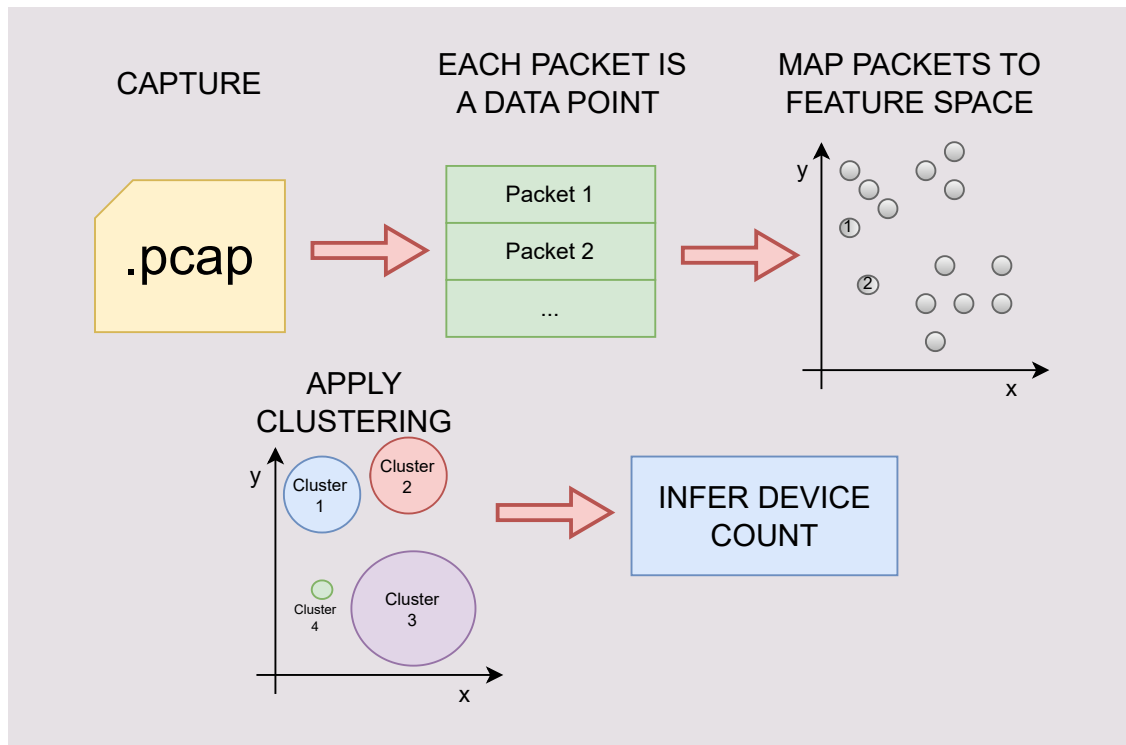 CAPTURE
EACH PACKET IS
A DATA POINT
MAP PACKETS TO
FEATURE SPACE
.pcap
Packet 1
Packet 2
...
y
1
2
x
APPLY
CLUSTERING
y
Cluster
1
Cluster
2
Cluster
3
Cluster
4
x
INFER DEVICE
COUNT